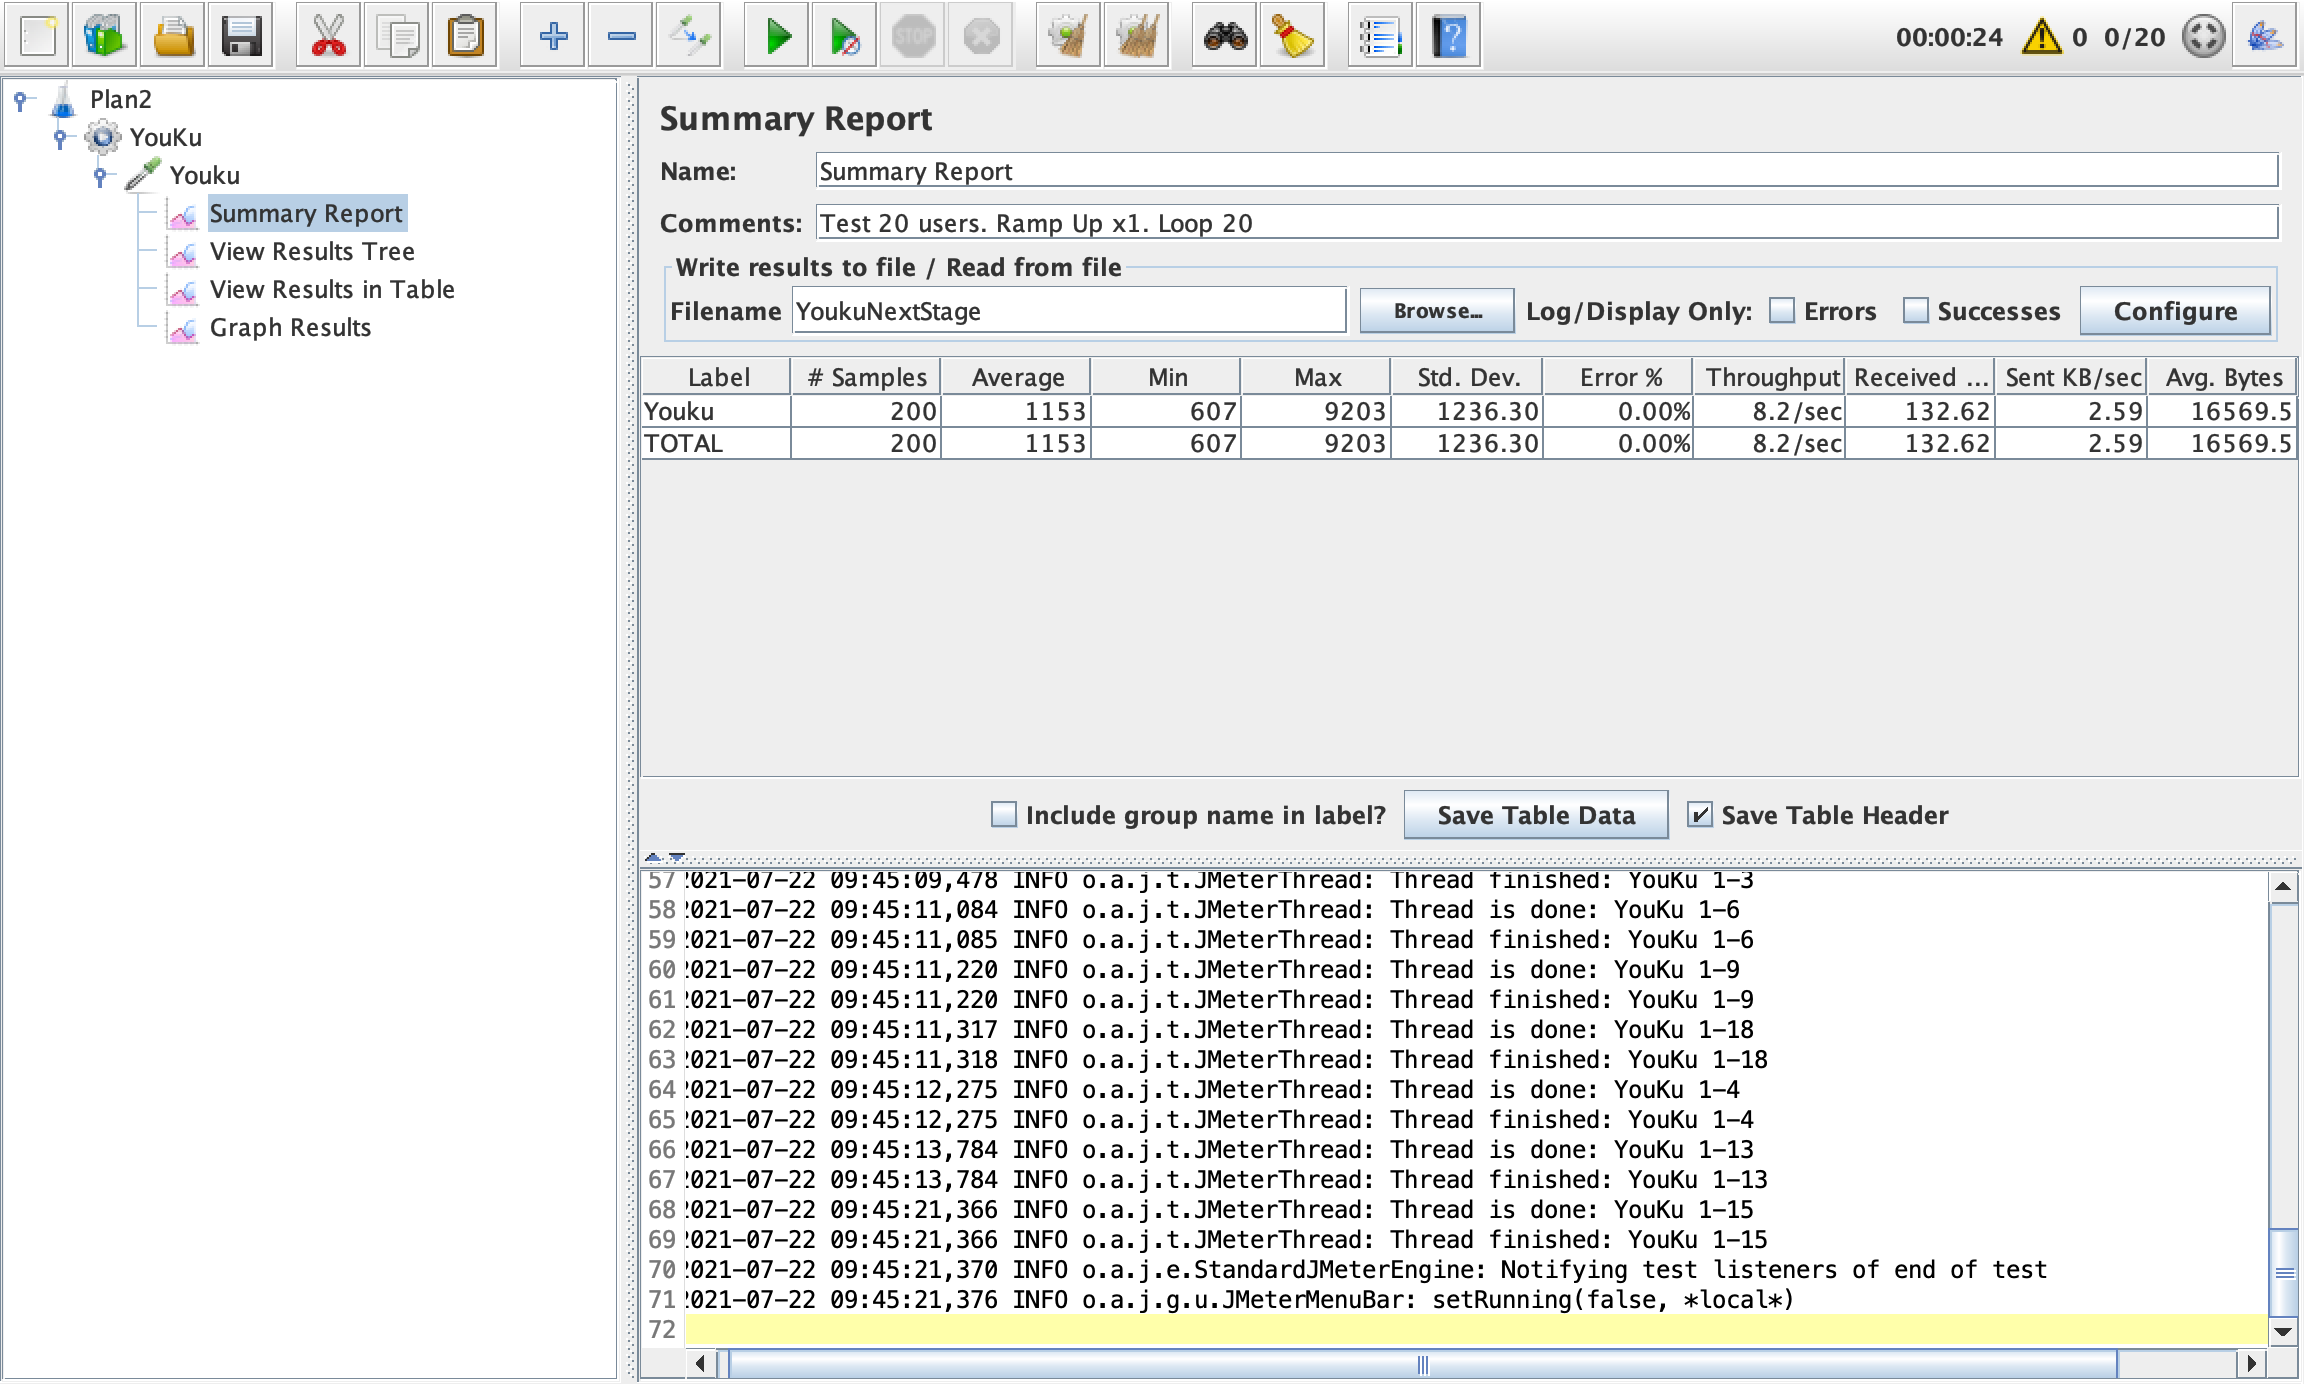 STOP
00:00:24 0 0/20
Plan2
YouKu
Youku
Summary Report
View Results Tree
View Results in Table
Graph Results
Summary Report
Name: Summary Report
Comments: Test 20 users. Ramp Up x1. Loop 20
Write results to file / Read from file
Filename YoukuNextStage Browse... Log/Display Only: Errors Successes Configure
Label # Samples Average Min Max Std. Dev. Error % Throughput Received ... Sent KB/sec Avg. Bytes
Youku 200 1153 607 9203 1236.30 0.00% 8.2/sec 132.62 2.59 16569.5
TOTAL 200 1153 607 9203 1236.30 0.00% 8.2/sec 132.62 2.59 16569.5
Include group name in label? Save Table Data Save Table Header
57 2021-07-22 09:45:09,478 INFO o.a.j.t.JMeterThread: Thread finished: YouKu 1-3
58 2021-07-22 09:45:11,084 INFO o.a.j.t.JMeterThread: Thread is done: YouKu 1-6
59 2021-07-22 09:45:11,085 INFO o.a.j.t.JMeterThread: Thread finished: YouKu 1-6
60 2021-07-22 09:45:11,220 INFO o.a.j.t.JMeterThread: Thread is done: YouKu 1-9
61 2021-07-22 09:45:11,220 INFO o.a.j.t.JMeterThread: Thread finished: YouKu 1-9
62 2021-07-22 09:45:11,317 INFO o.a.j.t.JMeterThread: Thread is done: YouKu 1-18
63 2021-07-22 09:45:11,318 INFO o.a.j.t.JMeterThread: Thread finished: YouKu 1-18
64 2021-07-22 09:45:12,275 INFO o.a.j.t.JMeterThread: Thread is done: YouKu 1-4
65 2021-07-22 09:45:12,275 INFO o.a.j.t.JMeterThread: Thread finished: YouKu 1-4
66 2021-07-22 09:45:13,784 INFO o.a.j.t.JMeterThread: Thread is done: YouKu 1-13
67 2021-07-22 09:45:13,784 INFO o.a.j.t.JMeterThread: Thread finished: YouKu 1-13
68 2021-07-22 09:45:21,366 INFO o.a.j.t.JMeterThread: Thread is done: YouKu 1-15
69 2021-07-22 09:45:21,366 INFO o.a.j.t.JMeterThread: Thread finished: YouKu 1-15
70 2021-07-22 09:45:21,370 INFO o.a.j.e.StandardJMeterEngine: Notifying test listeners of end of test
71 2021-07-22 09:45:21,376 INFO o.a.j.g.u.JMeterMenuBar: setRunning(false, *local*)
72